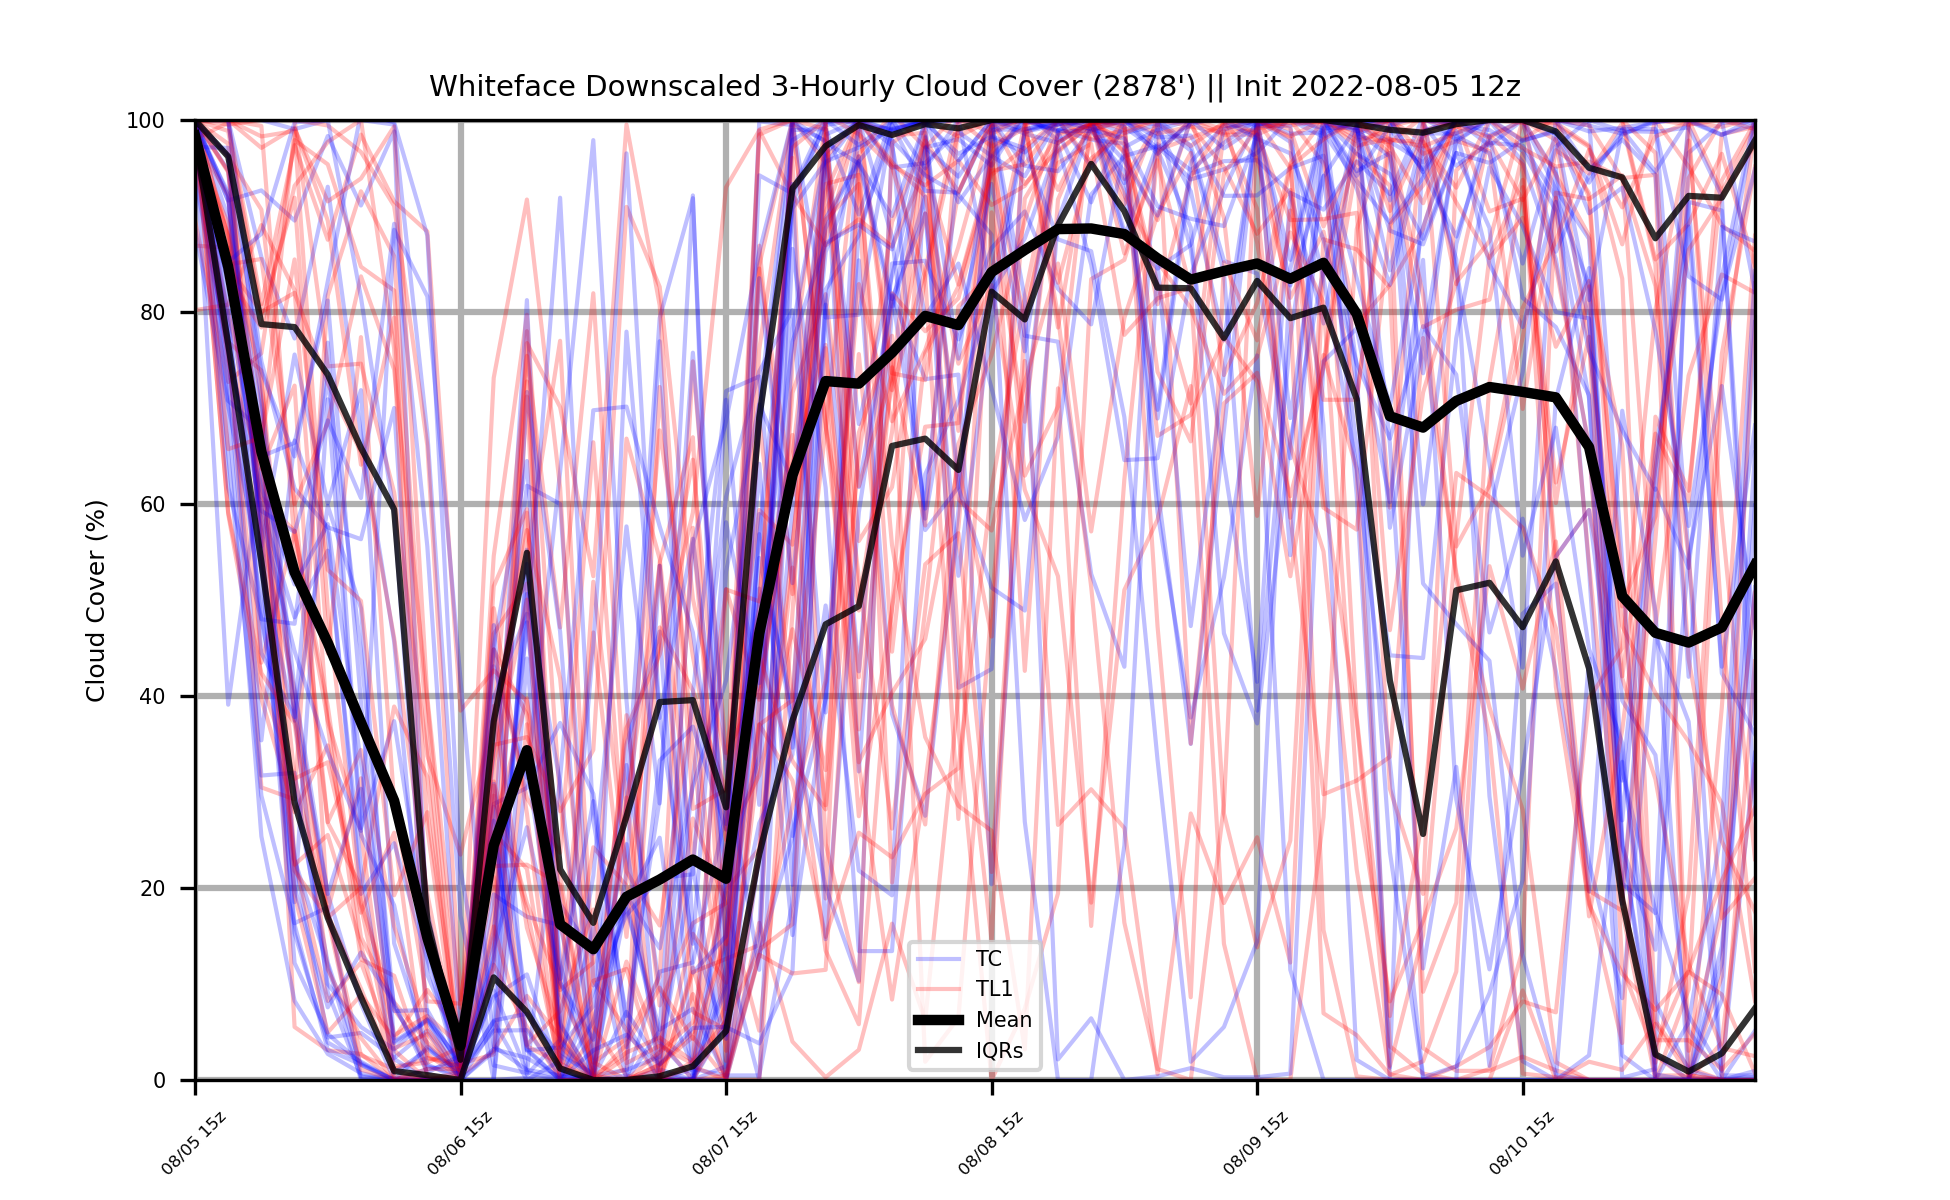 Whiteface Downscaled 3-Hourly Cloud Cover (2878') || Init 2022-08-05 12z
Cloud Cover (%)
100
80
60
40
20
0
TC
TL1
Mean
IQRs
08/05 15z
08/06 15z
08/07 15z
08/08 15z
08/09 15z
08/10 15z